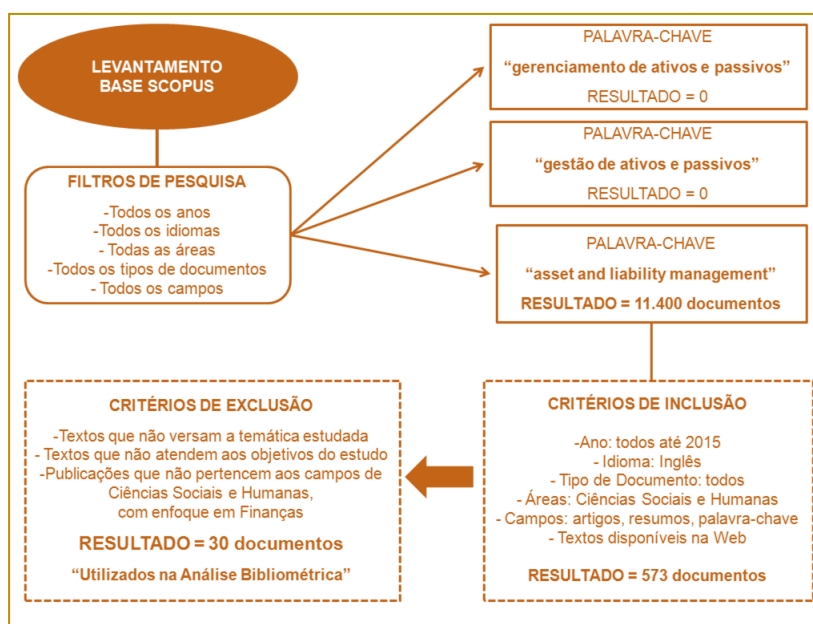 LEVANTAMENTO
BASE SCOPUS
FILTROS DE PESQUISA
-Todos os anos
-Todos os idiomas
- Todas as áreas
-Todos os tipos de documentos
- Todos os campos
PALAVRA-CHAVE
“gerenciamento de ativos e passivos”
RESULTADO = 0
PALAVRA-CHAVE
“gestão de ativos e passivos”
RESULTADO = 0
PALAVRA-CHAVE
“asset and liability management”
RESULTADO = 11.400 documentos
CRITÉRIOS DE INCLUSÃO
-Ano: todos até 2015
- Idioma: Inglês
- Tipo de Documento: todos
- Áreas: Ciências Sociais e Humanas
- Campos: artigos, resumos, palavra-chave
- Textos disponíveis na Web
RESULTADO = 573 documentos
CRITÉRIOS DE EXCLUSÃO
-Textos que não versam a temática estudada
- Textos que não atendem aos objetivos do estudo
-Publicações que não pertencem aos campos de
Ciências Sociais e Humanas,
com enfoque em Finanças
RESULTADO = 30 documentos
“Utilizados na Análise Bibliométrica”